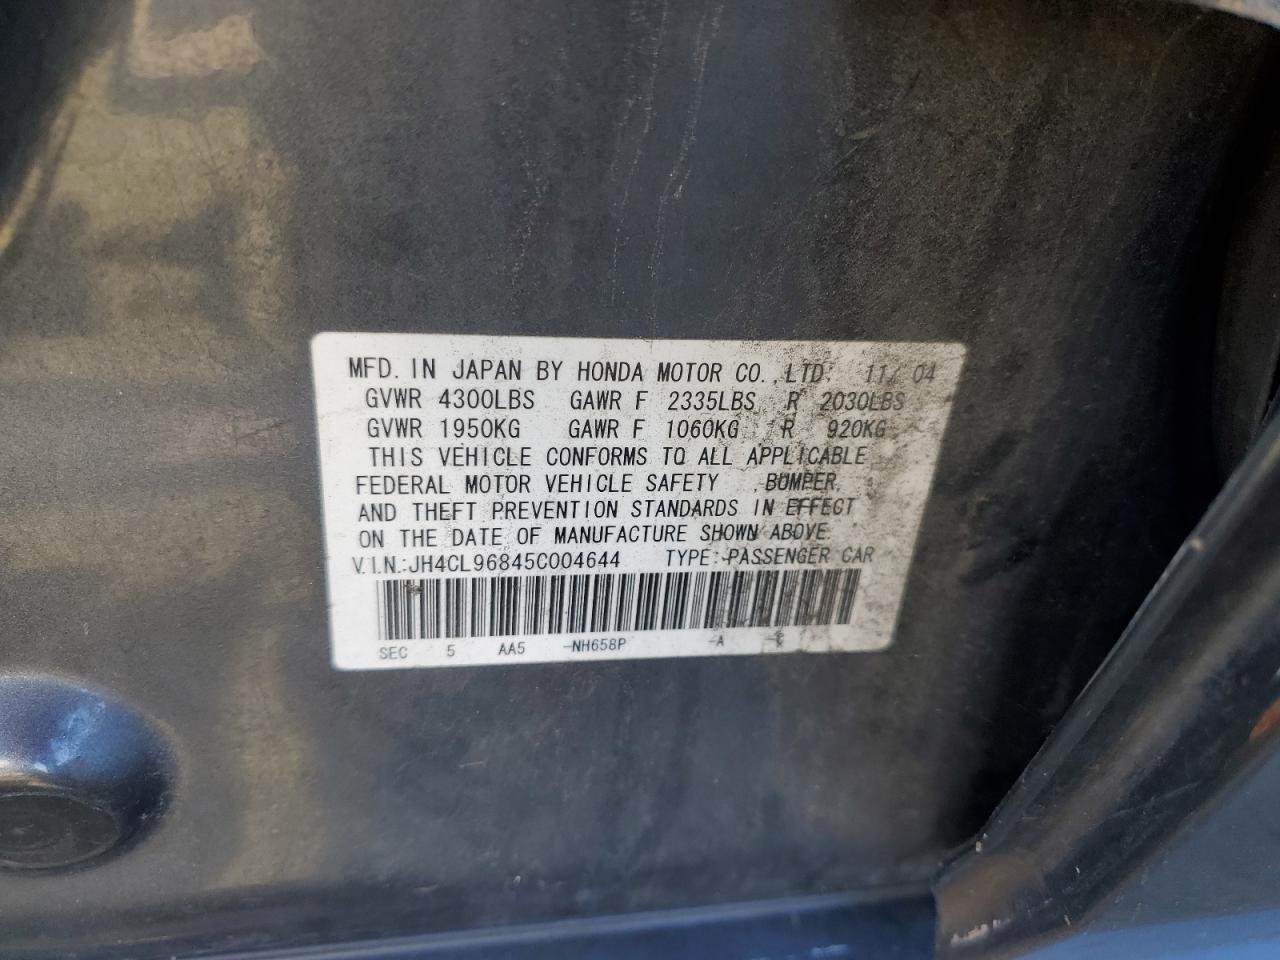 MFD. IN JAPAN BY HONDA MOTOR CO., LTD. 11/ 04
GVWR 4300LBS GAWR F 2335LBS R 2030LBS
GVWR 1950KG GAWR F 1060KG R 920KG
THIS VEHICLE CONFORMS TO ALL APPLICABLE
FEDERAL MOTOR VEHICLE SAFETY , BUMPER,
AND THEFT PREVENTION STANDARDS IN EFFECT
ON THE DATE OF MANUFACTURE SHOWN ABOVE.
V.I.N.:JH4CL96845C004644 TYPE: PASSENGER CAR
SEC 5 AA5 -NH658P -A